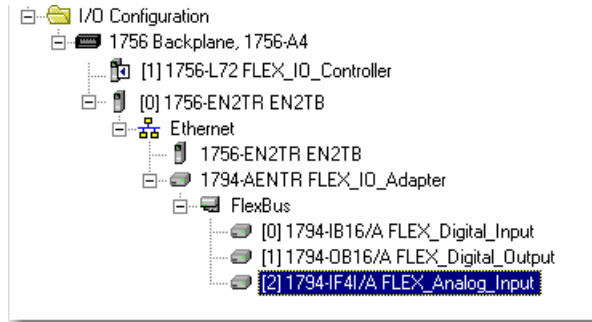 I/O Configuration
1756 Backplane, 1756-A4
[1] 1756-L72 FLEX_IO_Controller
[0] 1756-EN2TR EN2TB
Ethernet
1756-EN2TR EN2TB
1794-AENTR FLEX_IO_Adapter
FlexBus
[0] 1794-IB16/A FLEX_Digital_Input
[1] 1794-OB16/A FLEX_Digital_Output
[2] 1794-IF4I/A FLEX_Analog_Input